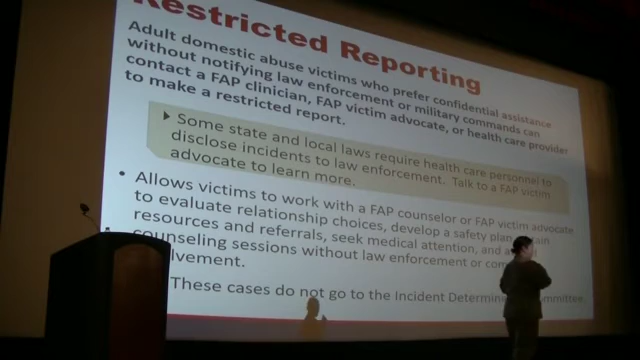 Restricted Reporting
Adult domestic abuse victims who prefer confidential assistance
without notifying law enforcement or military commands can
contact a FAP clinician, FAP victim advocate, or health care provider
to make a restricted report.
Some state and local laws require health care personnel to
disclose incidents to law enforcement. Talk to a FAP victim
advocate to learn more.
• Allows victims to work with a FAP counselor or FAP victim advocate
to evaluate relationship choices, develop a safety plan,
resources and referrals, seek medical attention, and
counseling sessions without law enforcement or
These cases do not go to the Incident